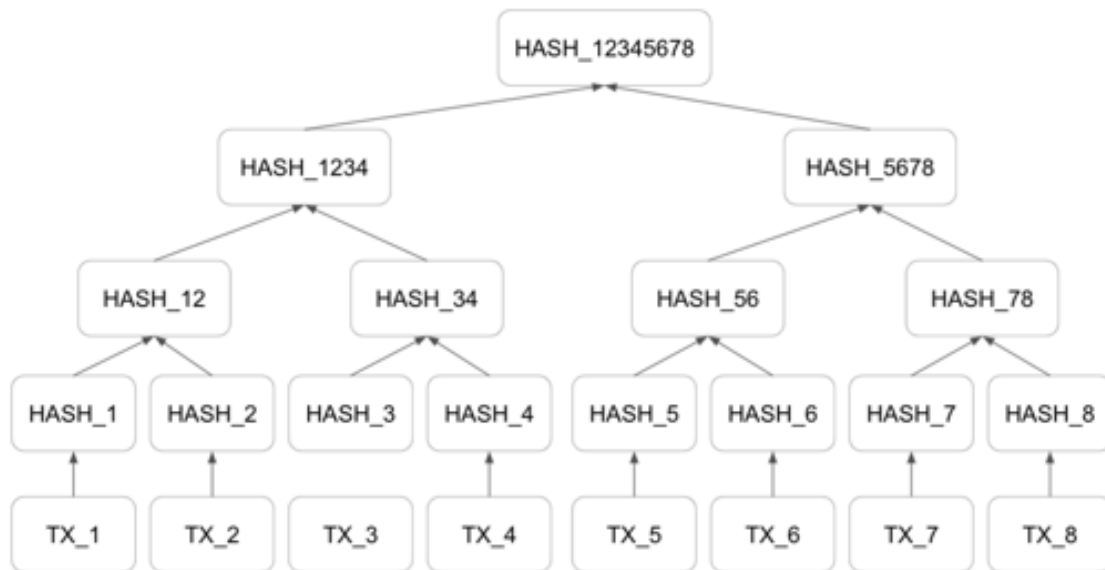 HASH_12345678
HASH_1234 HASH_5678
HASH_12 HASH_34 HASH_56 HASH_78
HASH_1 HASH_2 HASH_3 HASH_4 HASH_5 HASH_6 HASH_7 HASH_8
TX_1 TX_2 TX_3 TX_4 TX_5 TX_6 TX_7 TX_8